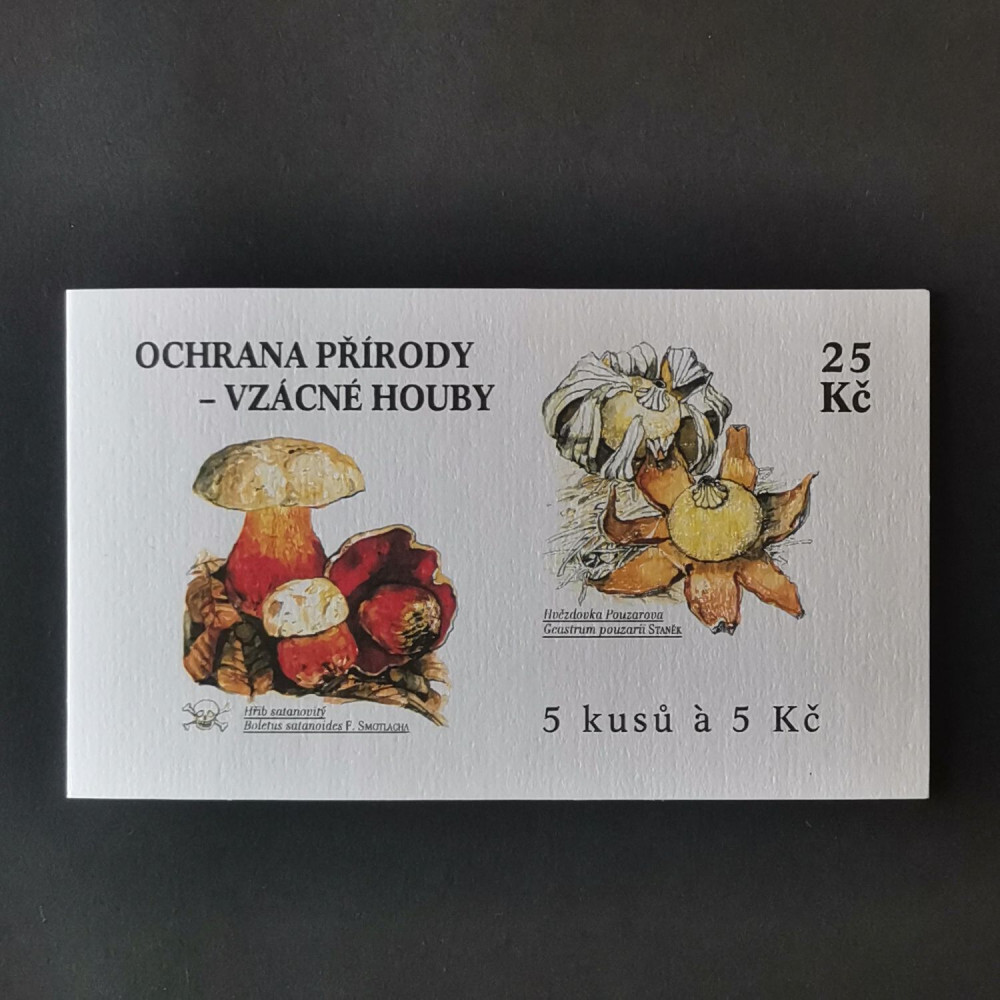 OCHRANA PŘÍRODY
– VZÁCNÉ HOUBY
25
Kč
Hřib satanovitý
Boletus satanoides F. SMOTLACHA
Hvězdovka Pouzarova
Geastrum pouzarii STANĚK
5 kusů à 5 Kč